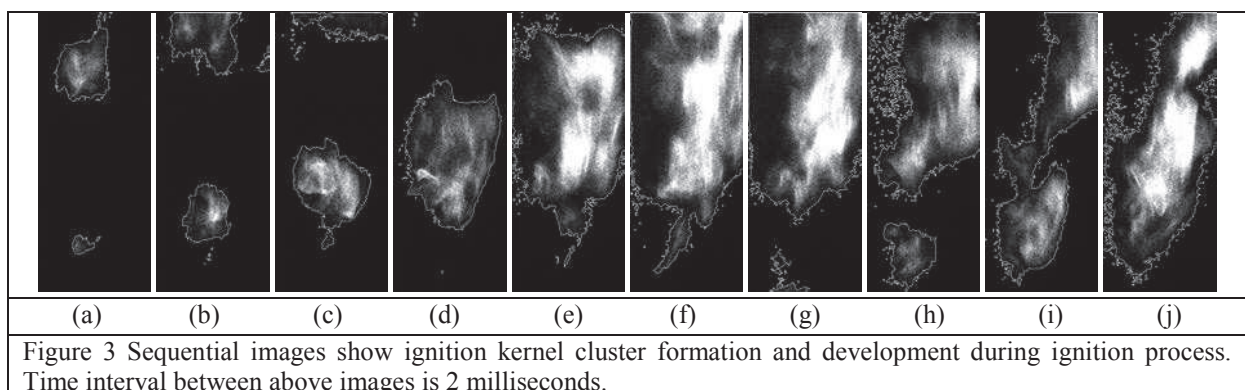 (a) (b) (c) (d) (e) (f) (g) (h) (i) (j)
Figure 3 Sequential images show ignition kernel cluster formation and development during ignition process.
Time interval between above images is 2 milliseconds.